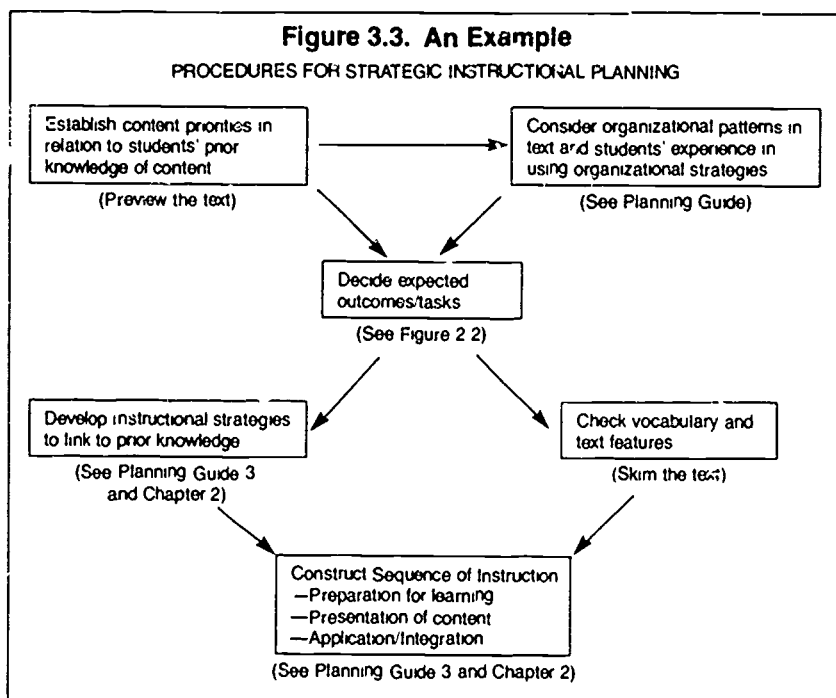 Figure 3.3. An Example
PROCEDURES FOR STRATEGIC INSTRUCTIONAL PLANNING
Establish content priorities in
relation to students' prior
knowledge of content
(Preview the text)
Consider organizational patterns in
text and students' experience in
using organizational strategies
(See Planning Guide)
Decide expected
outcomes/tasks
(See Figure 2 2)
Develop instructional strategies
to link to prior knowledge
(See Planning Guide 3
and Chapter 2)
Check vocabulary and
text features
(Skim the text)
Construct Sequence of Instruction
—Preparation for learning
—Presentation of content
—Application/Integration
(See Planning Guide 3 and Chapter 2)